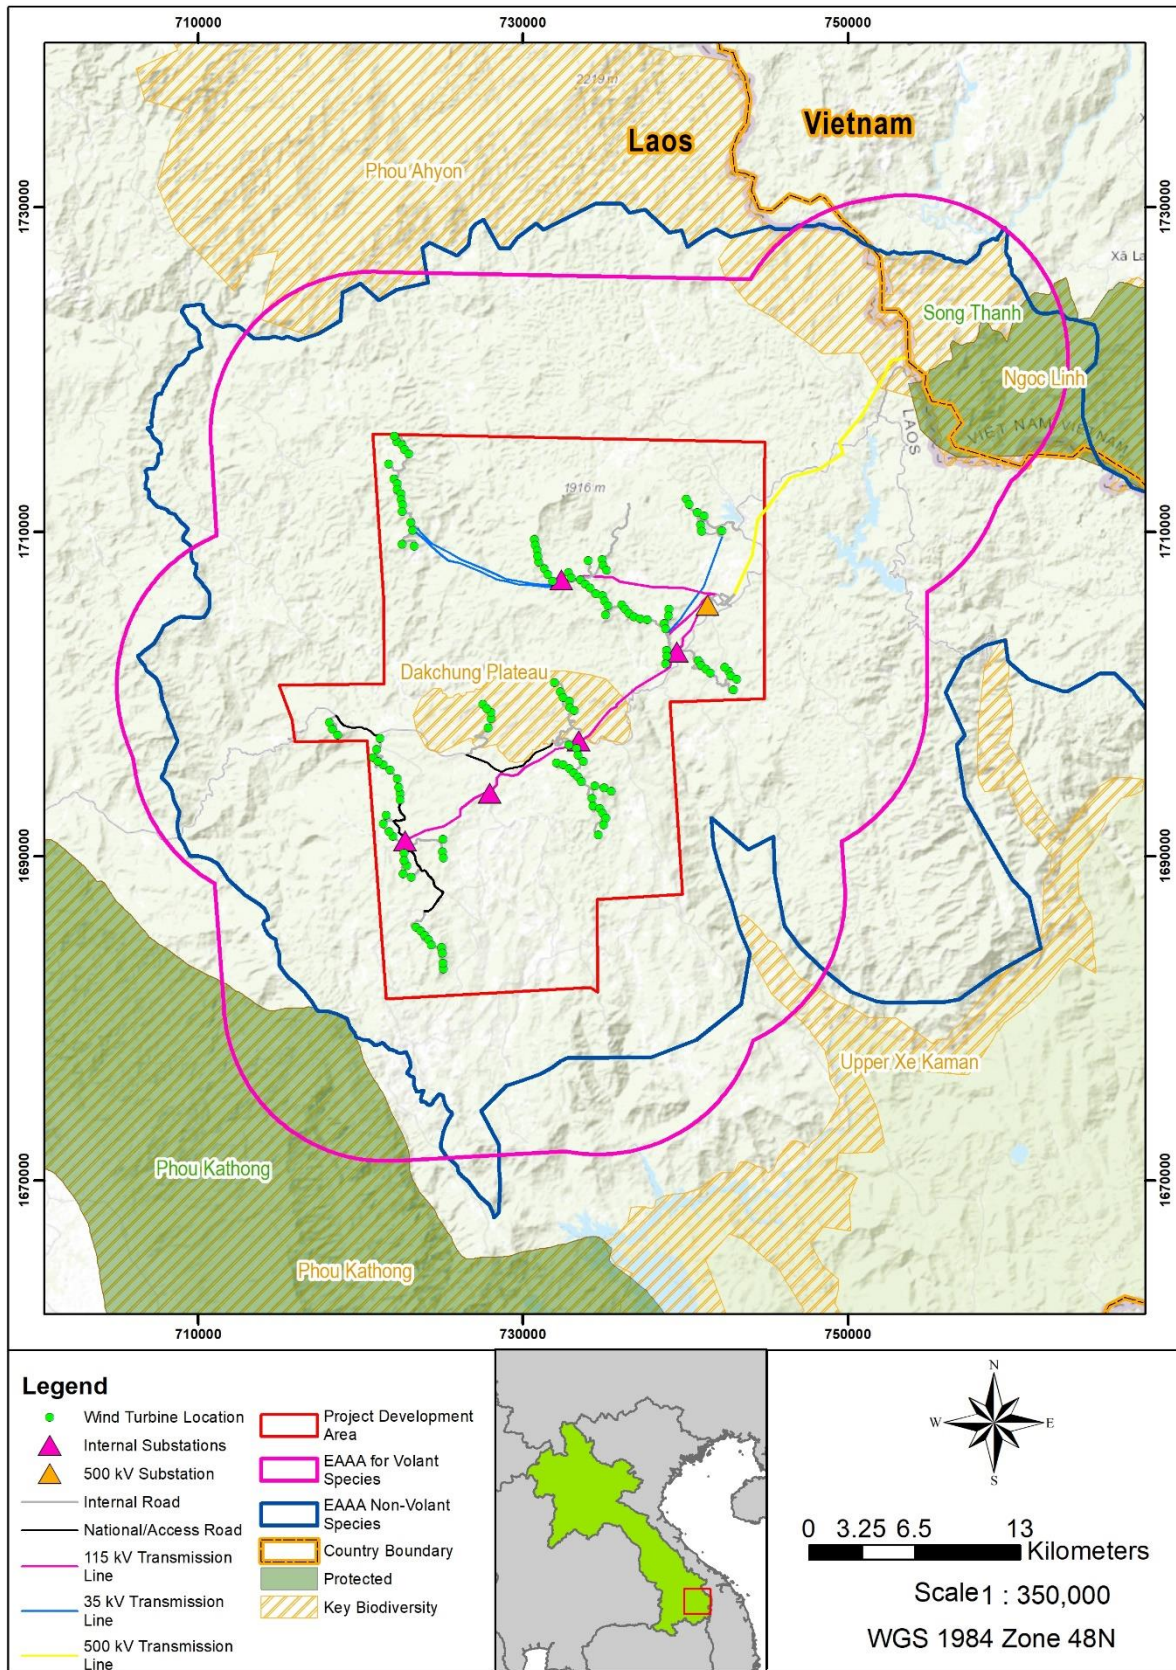 710000
730000
750000
2219 m
Laos
Vietnam
Phou Ahyon
1730000
1730000
Xã La
Song Thanh
Ngoc Linh
LAOS
VIỆT NAM
VIETNAM
1916 m
1710000
1710000
Dakchung Plateau
1690000
1690000
Upper Xe Kaman
Phou Kathong
1670000
1670000
Phou Kathong
710000
730000
750000
Legend
Wind Turbine Location
Internal Substations
500 kV Substation
Internal Road
National/Access Road
115 kV Transmission
Line
35 kV Transmission
Line
500 kV Transmission
Line
Project Development
Area
EAAA for Volant
Species
EAAA Non-Volant
Species
Country Boundary
Protected
Key Biodiversity
N
W
E
S
0 3.25 6.5 13
Kilometers
Scale 1 : 350,000
WGS 1984 Zone 48N